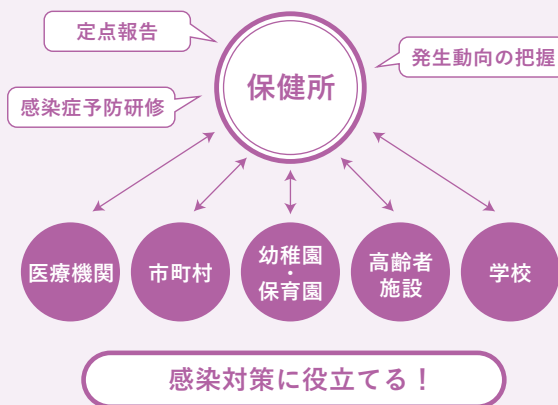 定点報告
発生動向の把握
保健所
感染症予防研修
医療機関
市町村
幼稚園
・
保育園
高齢者
施設
学校
感染対策に役立てる！